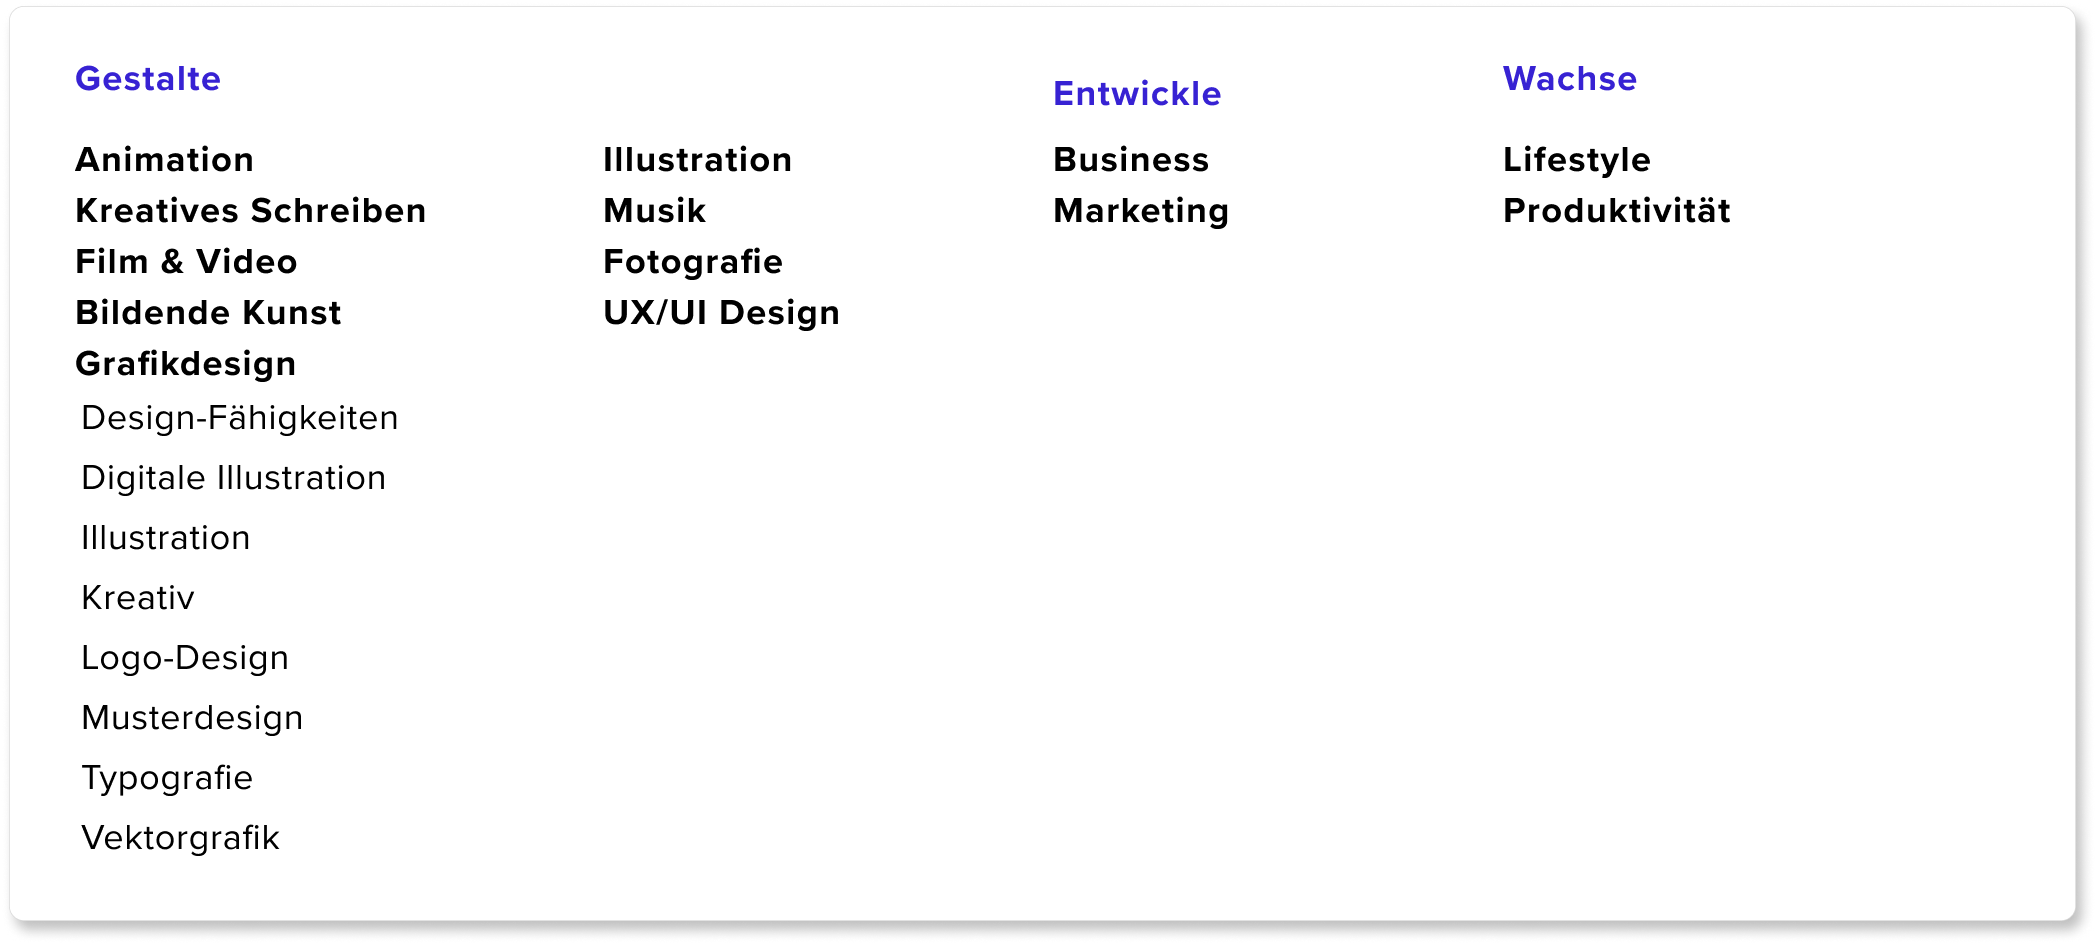 Gestalte
Animation
Kreatives Schreiben
Film & Video
Bildende Kunst
Grafikdesign
Design-Fähigkeiten
Digitale Illustration
Illustration
Kreativ
Logo-Design
Musterdesign
Typografie
Vektorgrafik
Illustration
Musik
Fotografie
UX/UI Design
Entwickle
Business
Marketing
Wachse
Lifestyle
Produktivität